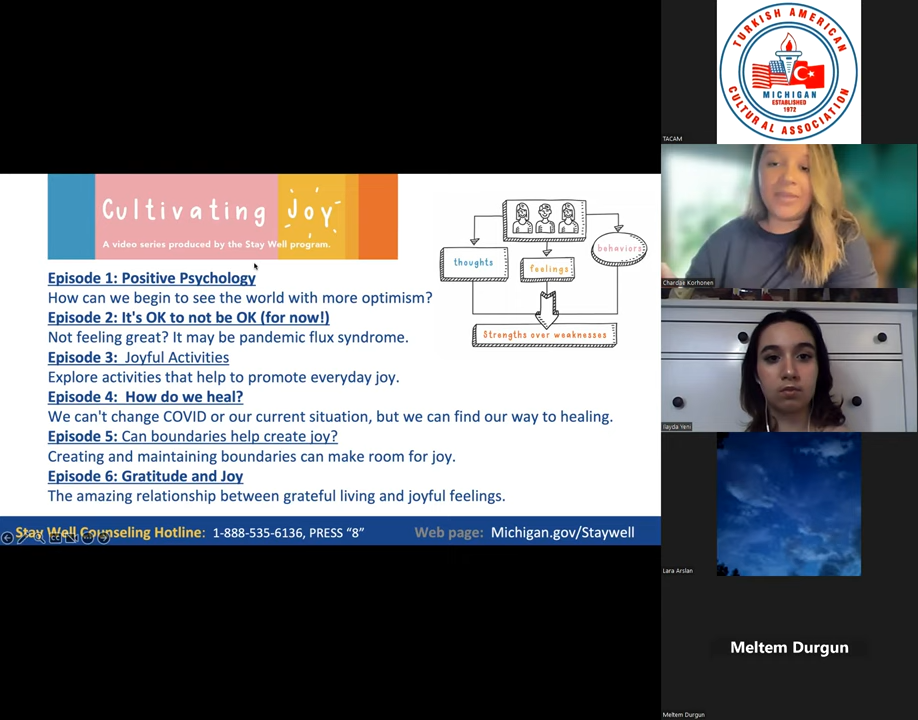 Cultivating Joy
A video series produced by the Stay Well program.
Episode 1: Positive Psychology
How can we begin to see the world with more optimism?
Episode 2: It's OK to not be OK (for now!)
Not feeling great? It may be pandemic flux syndrome.
Episode 3: Joyful Activities
Explore activities that help to promote everyday joy.
Episode 4: How do we heal?
We can't change COVID or our current situation, but we can find our way to healing.
Episode 5: Can boundaries help create joy?
Creating and maintaining boundaries can make room for joy.
Episode 6: Gratitude and Joy
The amazing relationship between grateful living and joyful feelings.
thoughts
feelings
behaviors
Strengths over weaknesses
Stay Well Counseling Hotline: 1-888-535-6136, PRESS "8" Web page: Michigan.gov/Staywell
TURKISH AMERICAN
MICHIGAN
ESTABLISHED
1972
CULTURAL ASSOCIATION
TACAM
Chardaé Korhonen
Ilayda Yeni
Lara Arslan
Meltem Durgun
Meltem Durgun